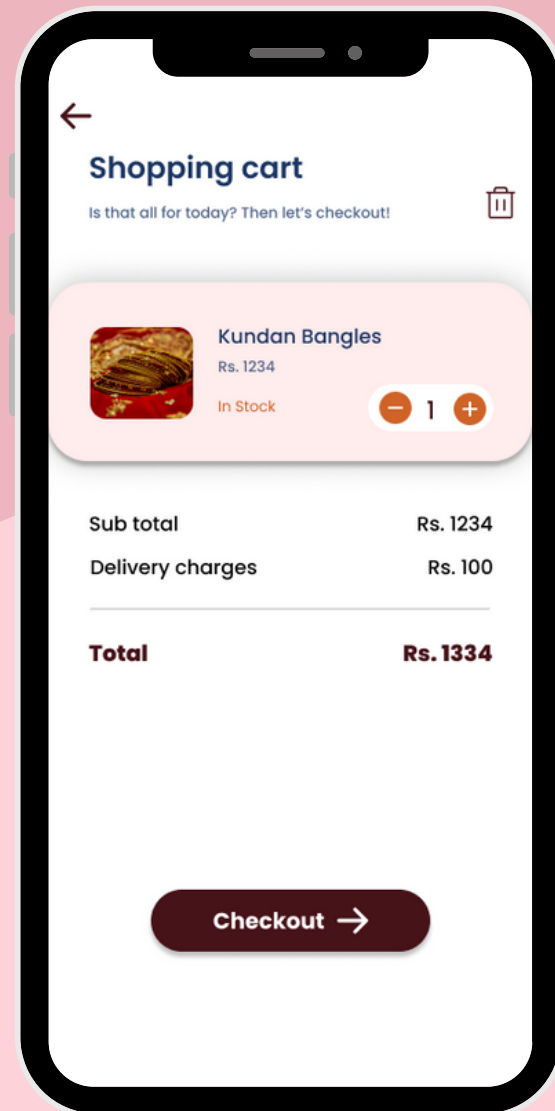 Shopping cart
Is that all for today? Then let's checkout!
Kundan Bangles
Rs. 1234
In Stock
1
Sub total Rs. 1234
Delivery charges Rs. 100
Total Rs. 1334
Checkout